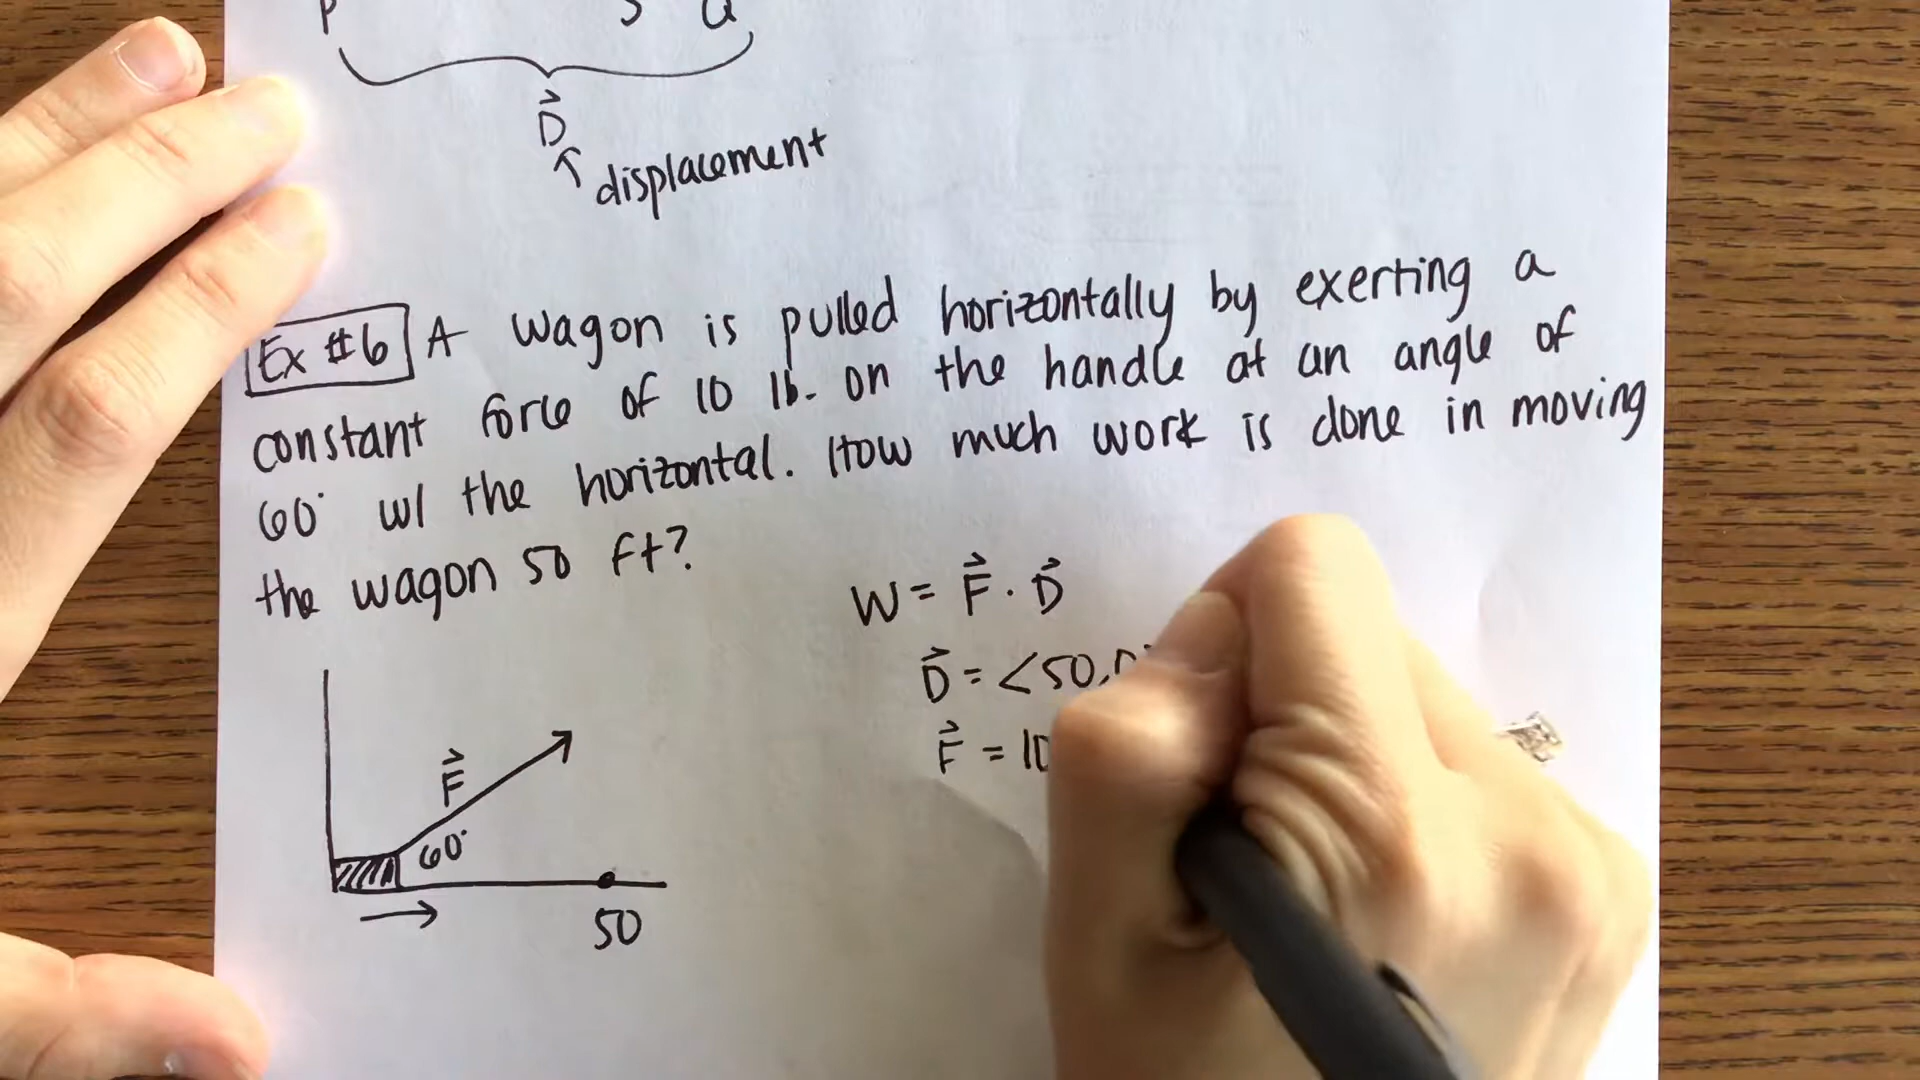 D
displacement
Ex #6 A wagon is pulled horizontally by exerting a
constant force of 10 lb. on the handle at an angle of
60° w/ the horizontal. How much work is done in moving
the wagon 50 ft?
W = F⃗ · D⃗
D⃗ = <50,0
F⃗ = 10
F⃗
60°
50